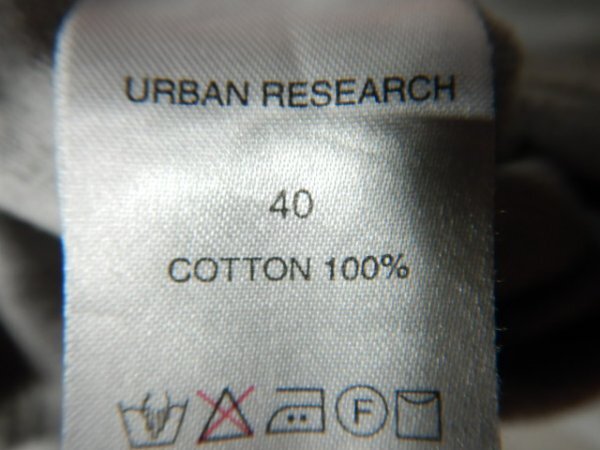 URBAN RESEARCH
40
COTTON 100%
F